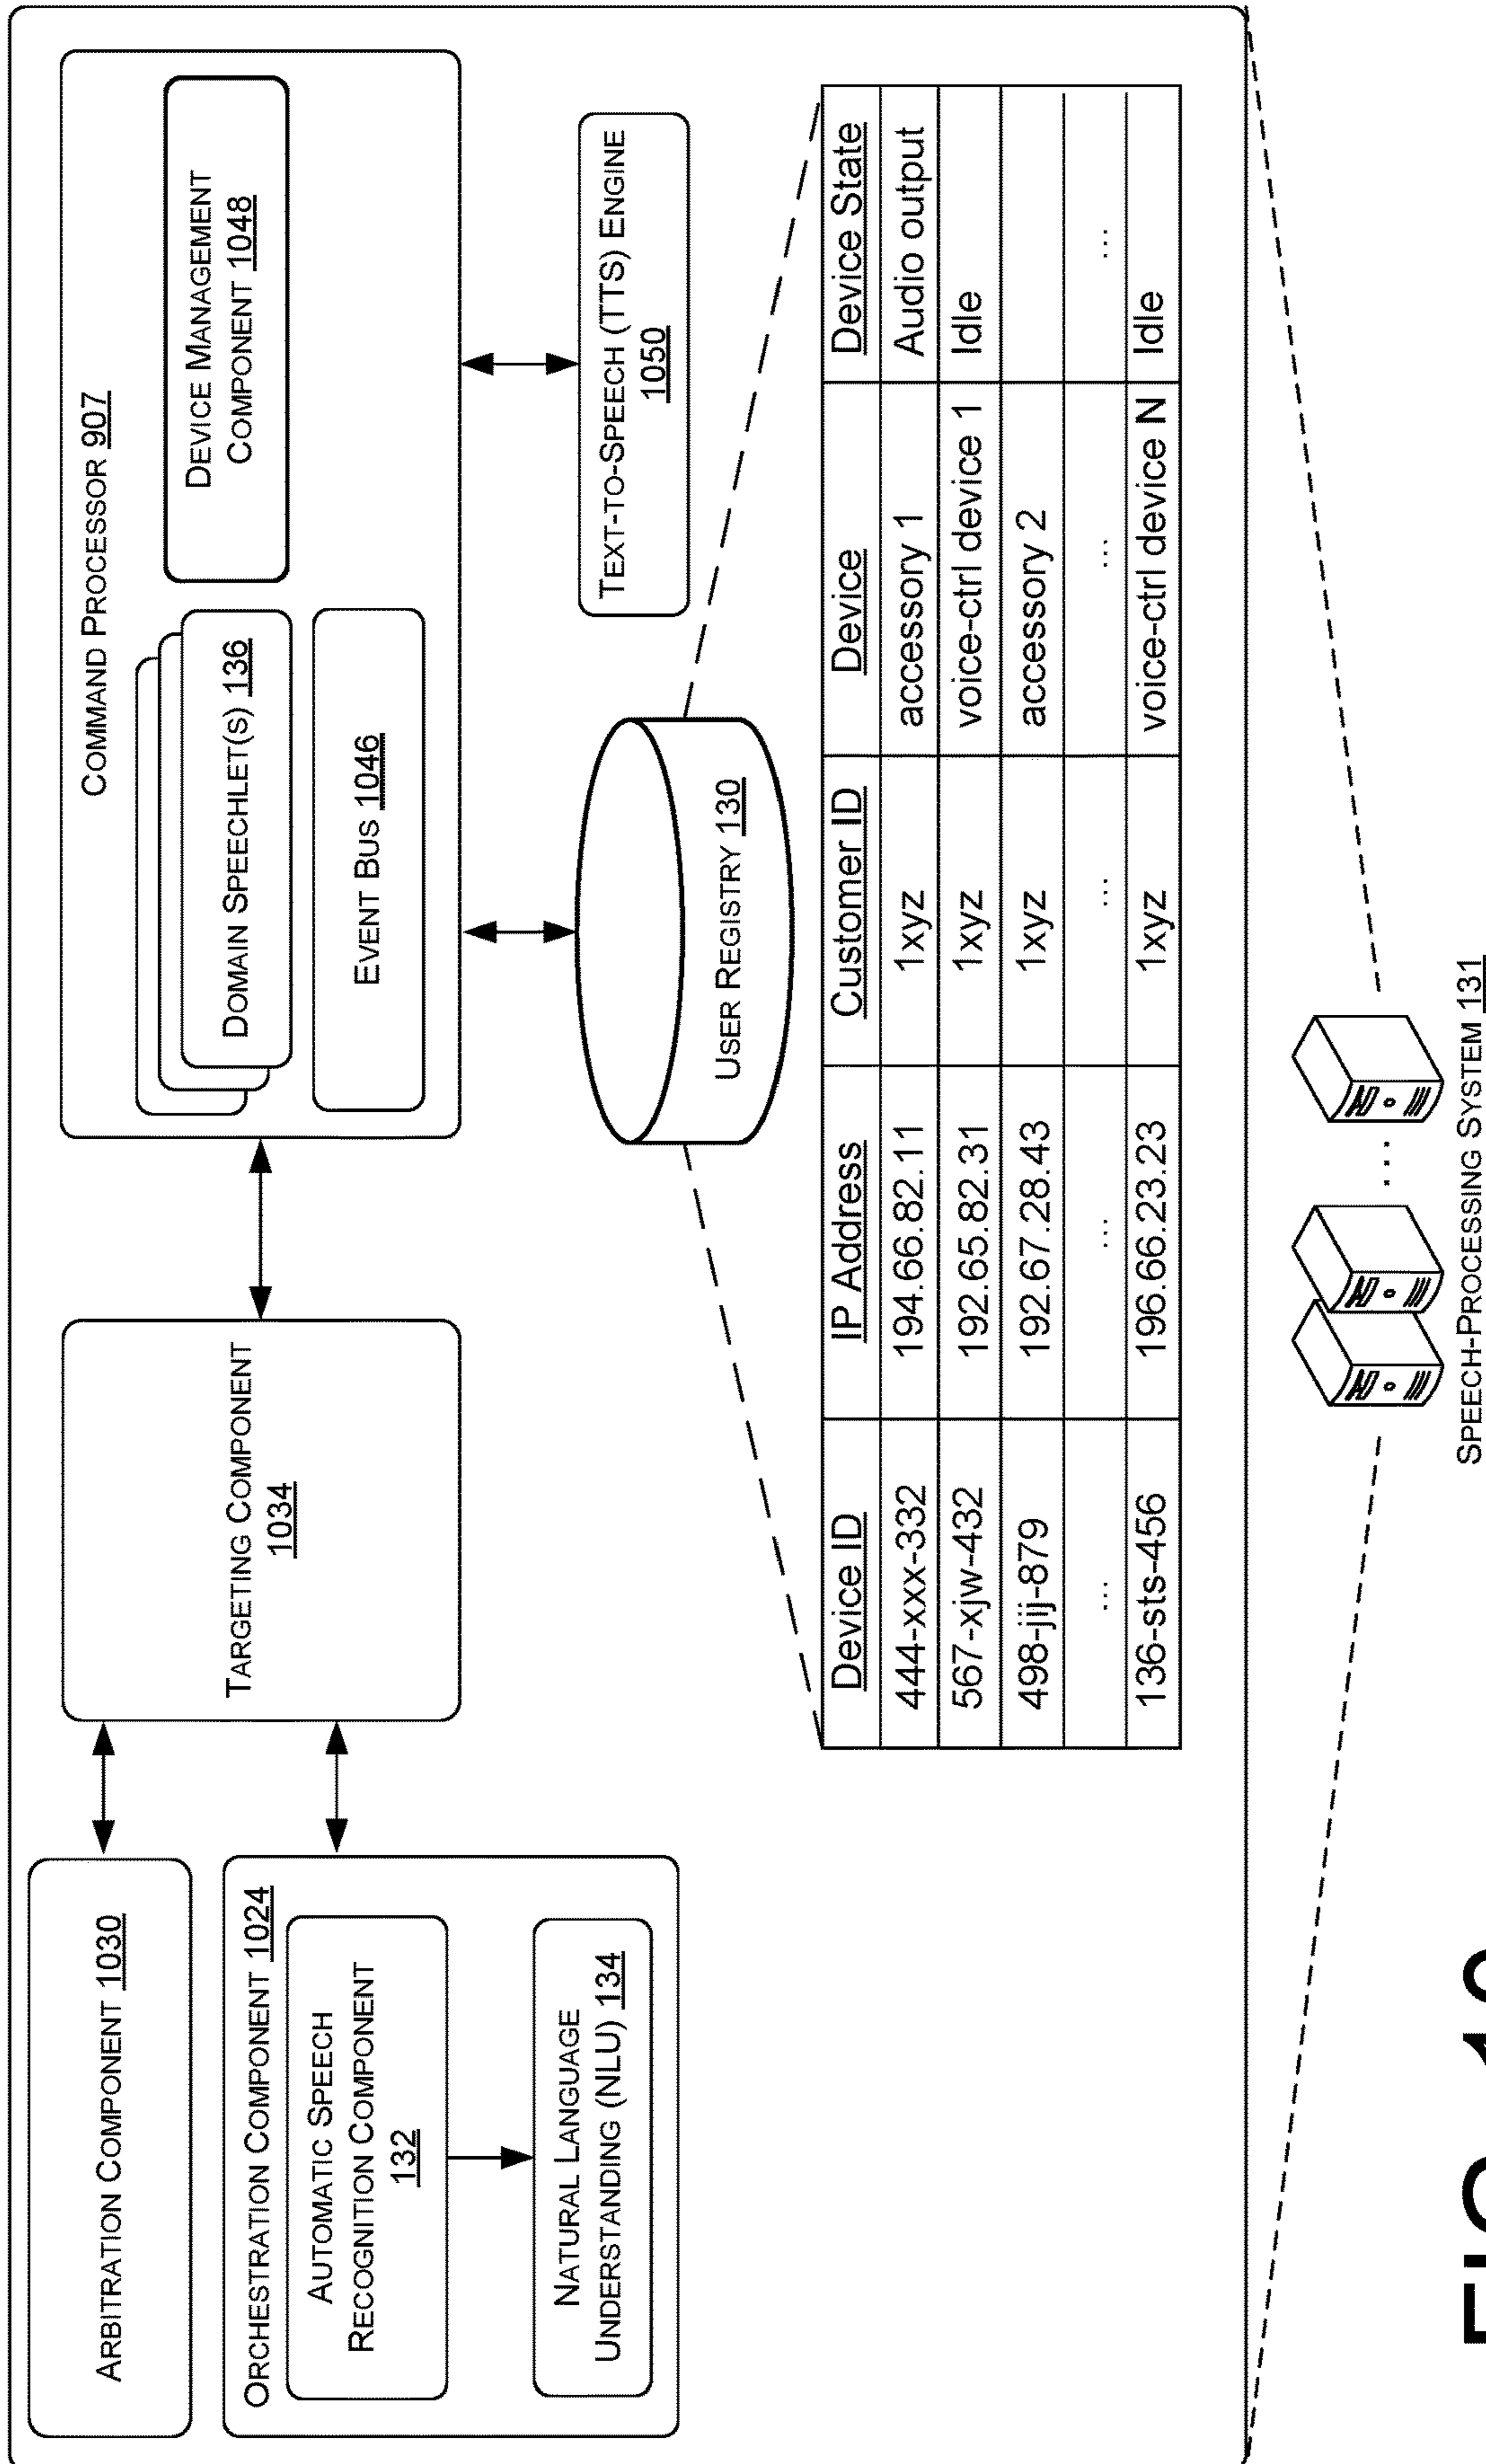 ARBITRATION COMPONENT 1030
ORCHESTRATION COMPONENT 1024
AUTOMATIC SPEECH
RECOGNITION COMPONENT
132
NATURAL LANGUAGE
UNDERSTANDING (NLU) 134
TARGETING COMPONENT
1034
COMMAND PROCESSOR 907
DOMAIN SPEECHLET(S) 136
DEVICE MANAGEMENT
COMPONENT 1048
EVENT BUS 1046
USER REGISTRY 130
TEXT-TO-SPEECH (TTS) ENGINE
1050
Device ID IP Address Customer ID Device Device State
444-xxx-332 194.66.82.11 1xyz accessory 1 Audio output
567-xjw-432 192.65.82.31 1xyz voice-ctrl device 1 Idle
498-jij-879 192.67.28.43 1xyz accessory 2
... ... ... ... ...
136-sts-456 196.66.23.23 1xyz voice-ctrl device N Idle
...
SPEECH-PROCESSING SYSTEM 131